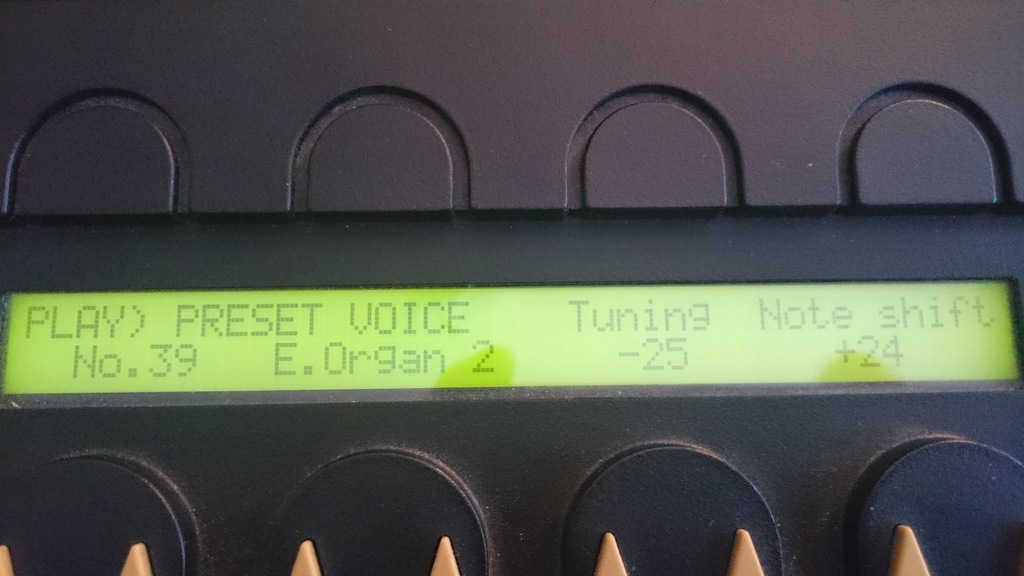 PLAY) PRESET VOICE Tuning Note shift
No.39 E.Organ 2 -25 +24